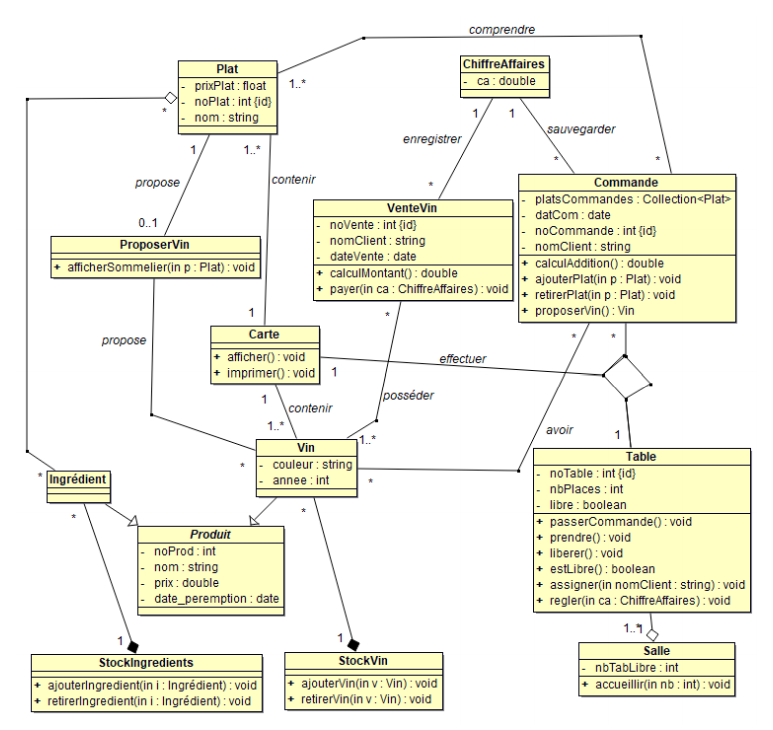 comprendre
Plat
- prixPlat : float
- noPlat : int {id}
- nom : string
1..*
*
1
1..*
ChiffreAffaires
- ca : double
1
1
enregistrer
sauvegarder
*
*
*
propose
contenir
0..1
ProposerVin
+ afficherSommelier(in p : Plat) : void
VenteVin
- noVente : int {id}
- nomClient : string
- dateVente : date
+ calculMontant() : double
+ payer(in ca : ChiffreAffaires) : void
Commande
- platsCommandes : Collection<Plat>
- datCom : date
- noCommande : int {id}
- nomClient : string
+ calculAddition() : double
+ ajouterPlat(in p : Plat) : void
+ retirerPlat(in p : Plat) : void
+ proposerVin() : Vin
1
*
*
*
propose
Carte
+ afficher() : void
+ imprimer() : void
1
effectuer
1
contenir
posséder
1..*
1..*
avoir
1
*
*
*
Vin
- couleur : string
- annee : int
Table
- noTable : int {id}
- nbPlaces : int
- libre : boolean
+ passerCommande() : void
+ prendre() : void
+ liberer() : void
+ estLibre() : boolean
+ assigner(in nomClient : string) : void
+ regler(in ca : ChiffreAffaires) : void
Ingrédient
*
*
Produit
- noProd : int
- nom : string
- prix : double
- date_peremption : date
1
1
1..*
1
StockIngredients
+ ajouterIngredient(in i : Ingrédient) : void
+ retirerIngredient(in i : Ingrédient) : void
StockVin
+ ajouterVin(in v : Vin) : void
+ retirerVin(in v : Vin) : void
Salle
- nbTabLibre : int
+ accueillir(in nb : int) : void